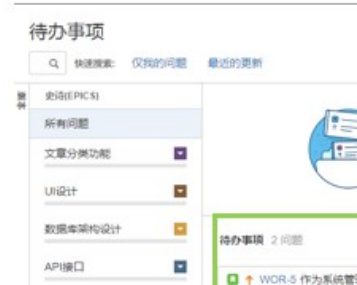 待办事项
快速搜索: 仅我的问题 最近的更新
版本
史诗(EPICS)
所有问题
文章分类功能
UI设计
数据库架构设计
API接口
待办事项 2 问题
WOR-5 作为系统管